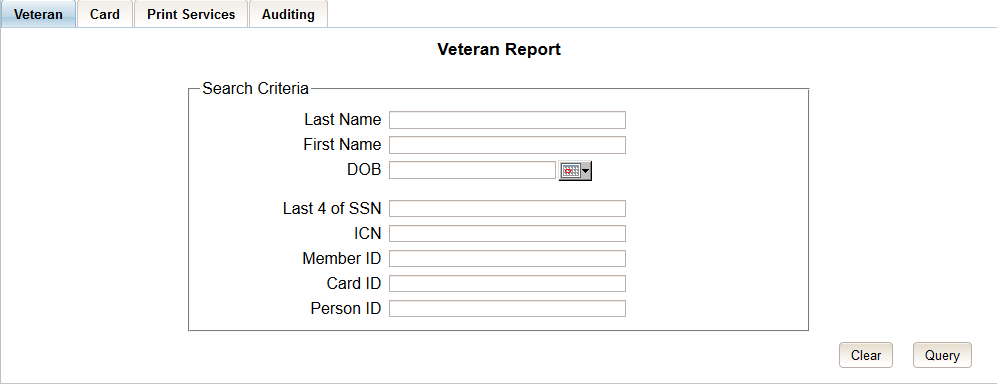 Veteran Card Print Services Auditing
Veteran Report
Search Criteria
Last Name
First Name
DOB
Last 4 of SSN
ICN
Member ID
Card ID
Person ID
Clear Query